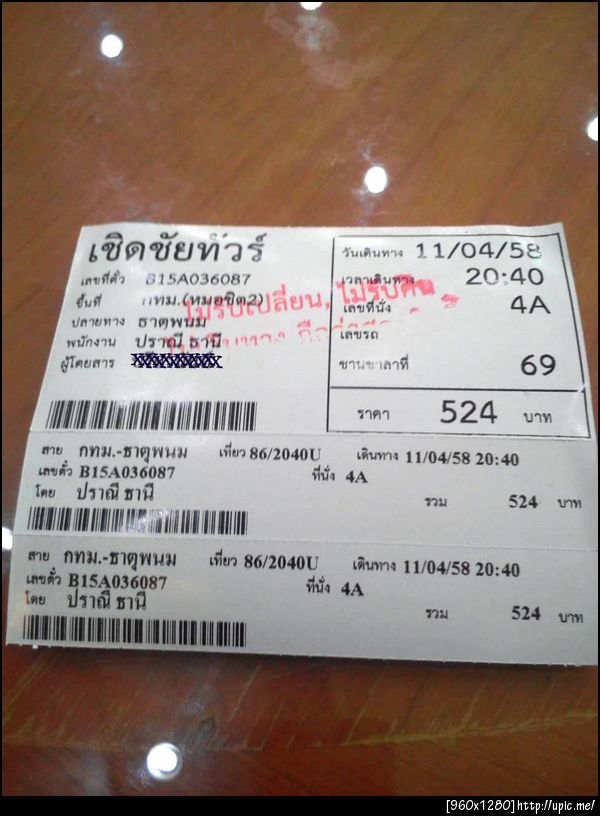 เชิดชัยทัวร์
เลขที่ตั๋ว B15A036087
ขึ้นที่ กทม.(หมอชิต2)
ปลายทาง ธาตุพนม
พนักงาน ปราณี ธานี
ผู้โดยสาร
วันเดินทาง 11/04/58
เวลาเดินทาง 20:40
เลขที่นั่ง 4A
เลขรถ
ชานชาลาที่ 69
ราคา 524 บาท
ไม่รับเปลี่ยน, ไม่รับคืน
สาย กทม.-ธาตุพนม เที่ยว 86/2040U เดินทาง 11/04/58 20:40
เลขตั๋ว B15A036087 ที่นั่ง 4A
โดย ปราณี ธานี รวม 524 บาท
สาย กทม.-ธาตุพนม เที่ยว 86/2040U เดินทาง 11/04/58 20:40
เลขตั๋ว B15A036087 ที่นั่ง 4A
โดย ปราณี ธานี รวม 524 บาท
[960x1280]http://upic.me/